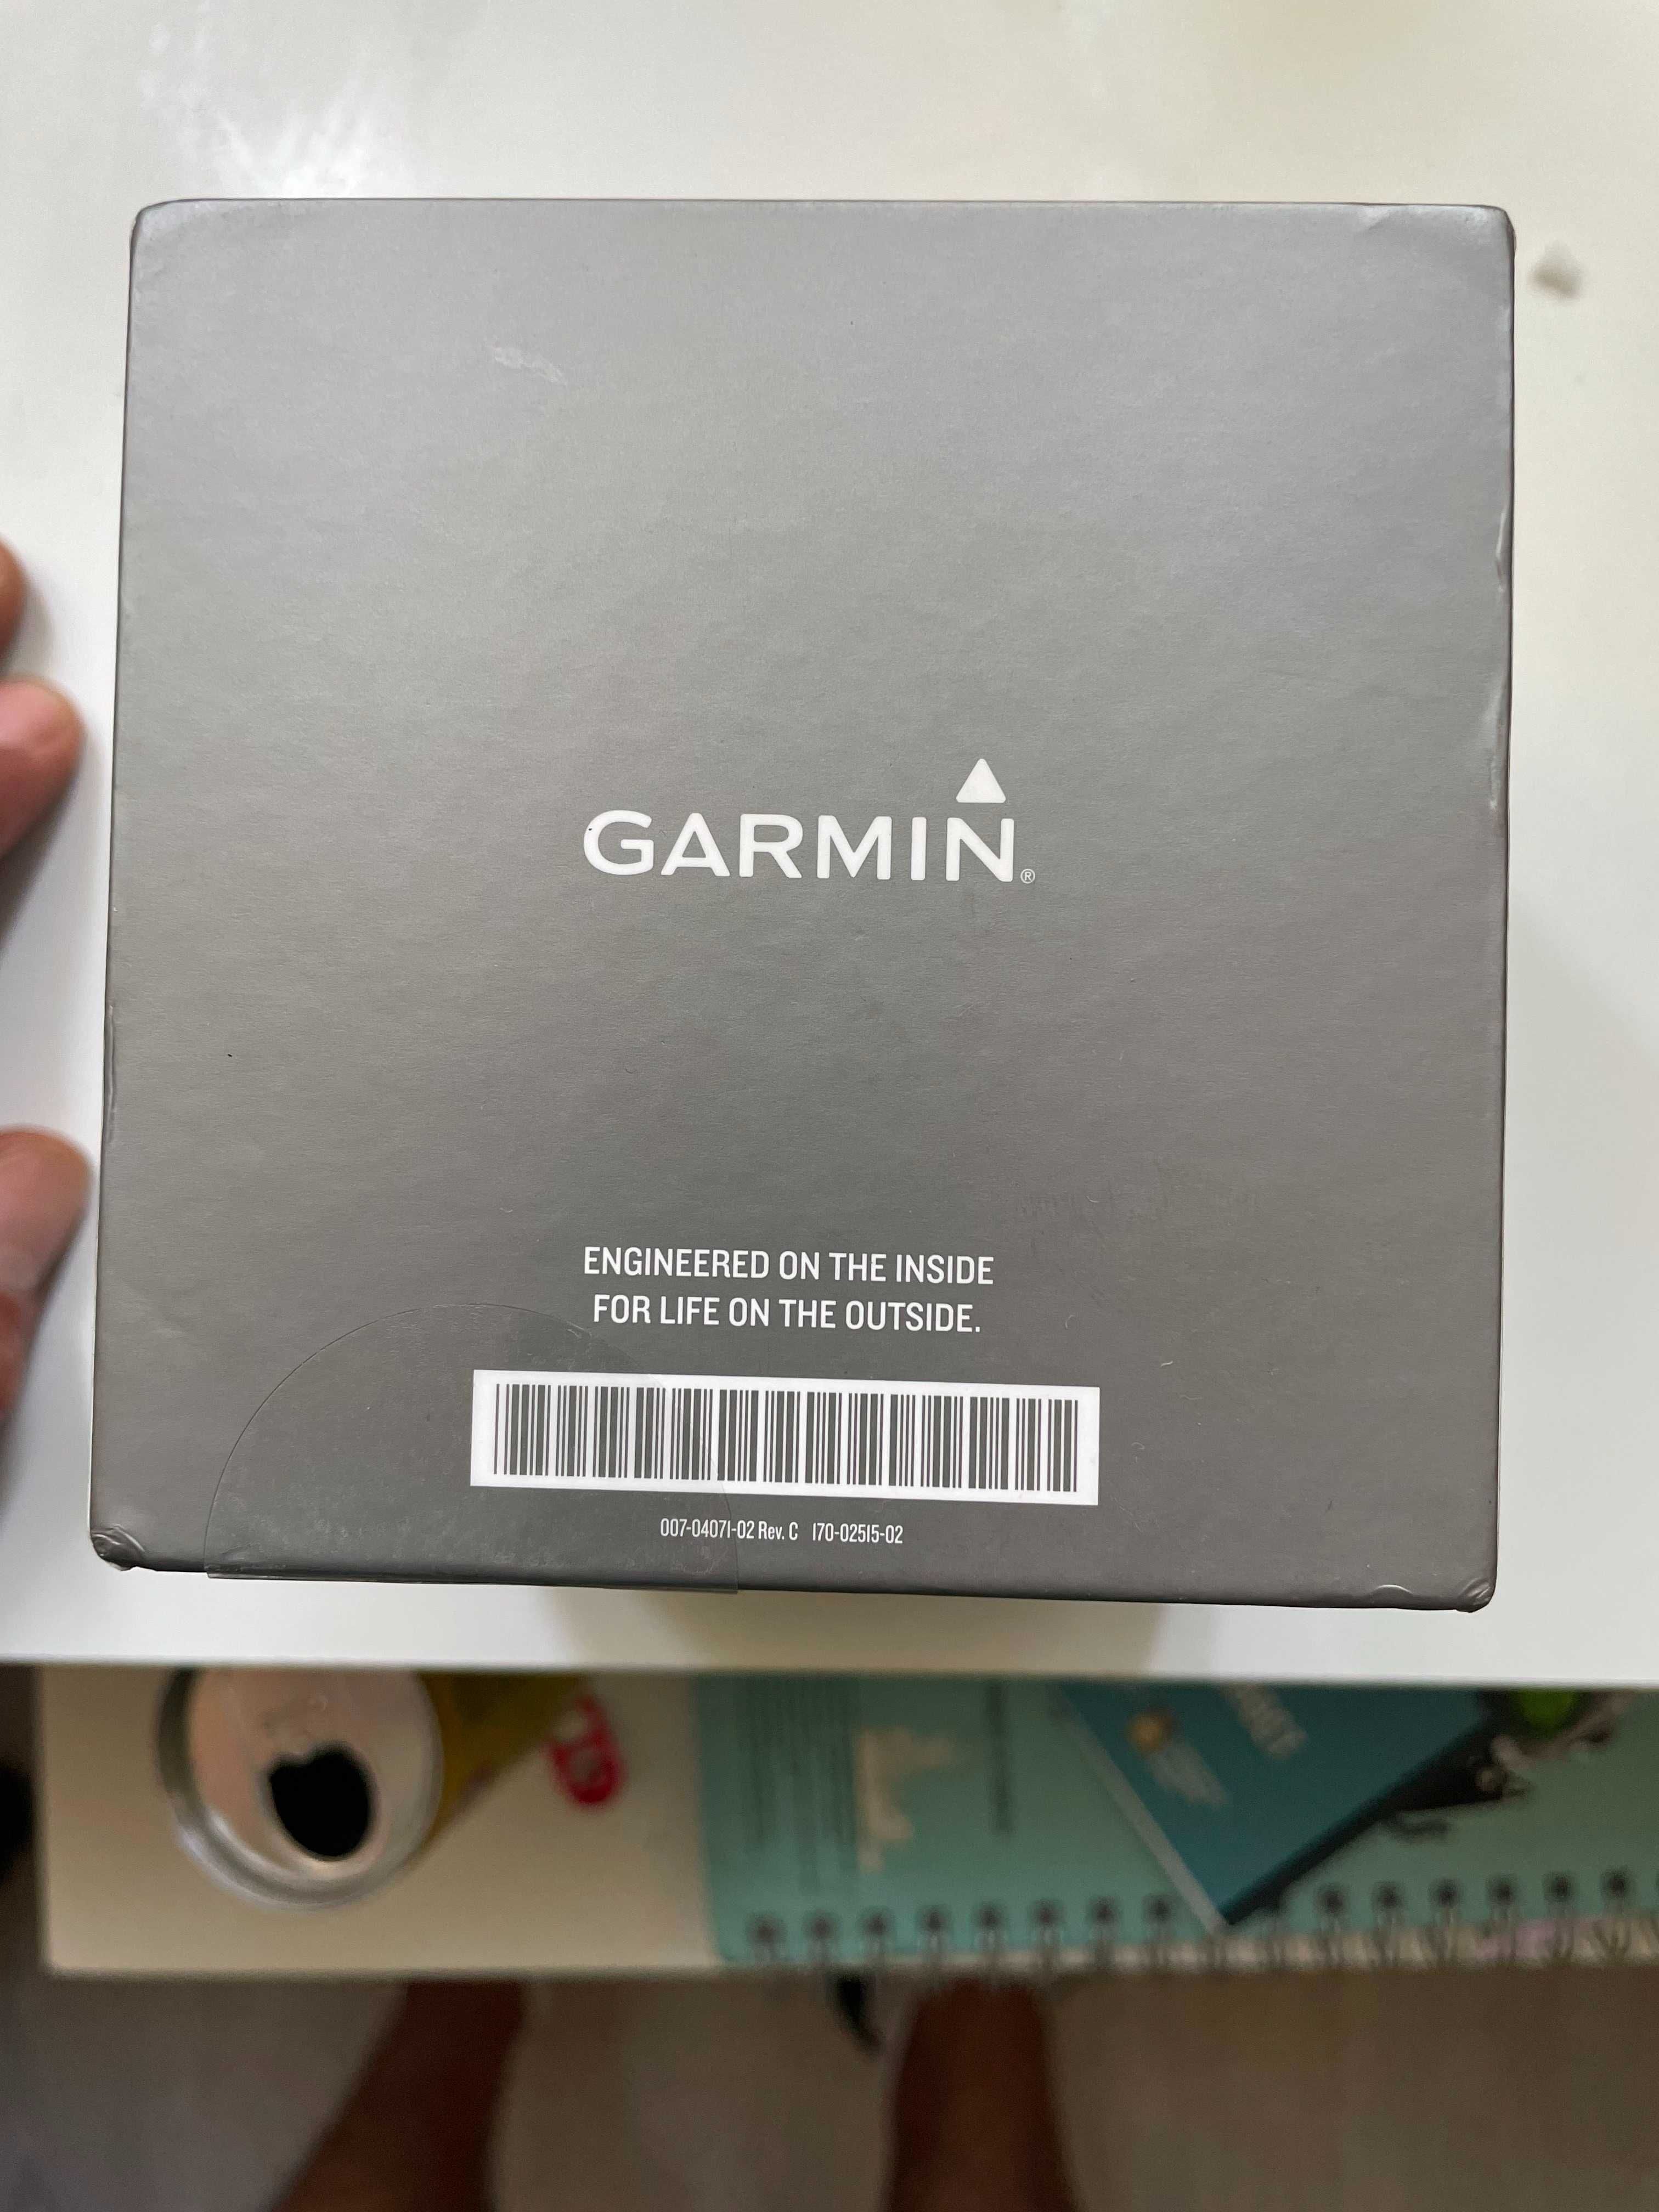 GARMIN®
ENGINEERED ON THE INSIDE
FOR LIFE ON THE OUTSIDE.
007-04071-02 Rev. C 170-02515-02